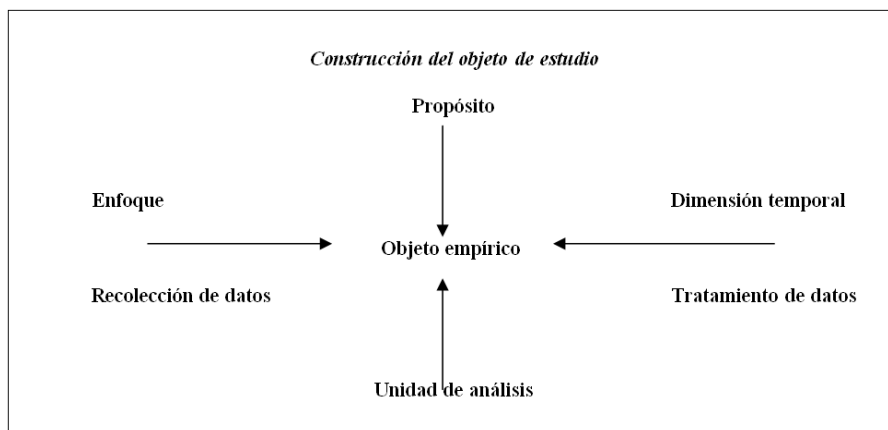 Construcción del objeto de estudio
Propósito
Enfoque
Dimensión temporal
Objeto empírico
Recolección de datos
Tratamiento de datos
Unidad de análisis